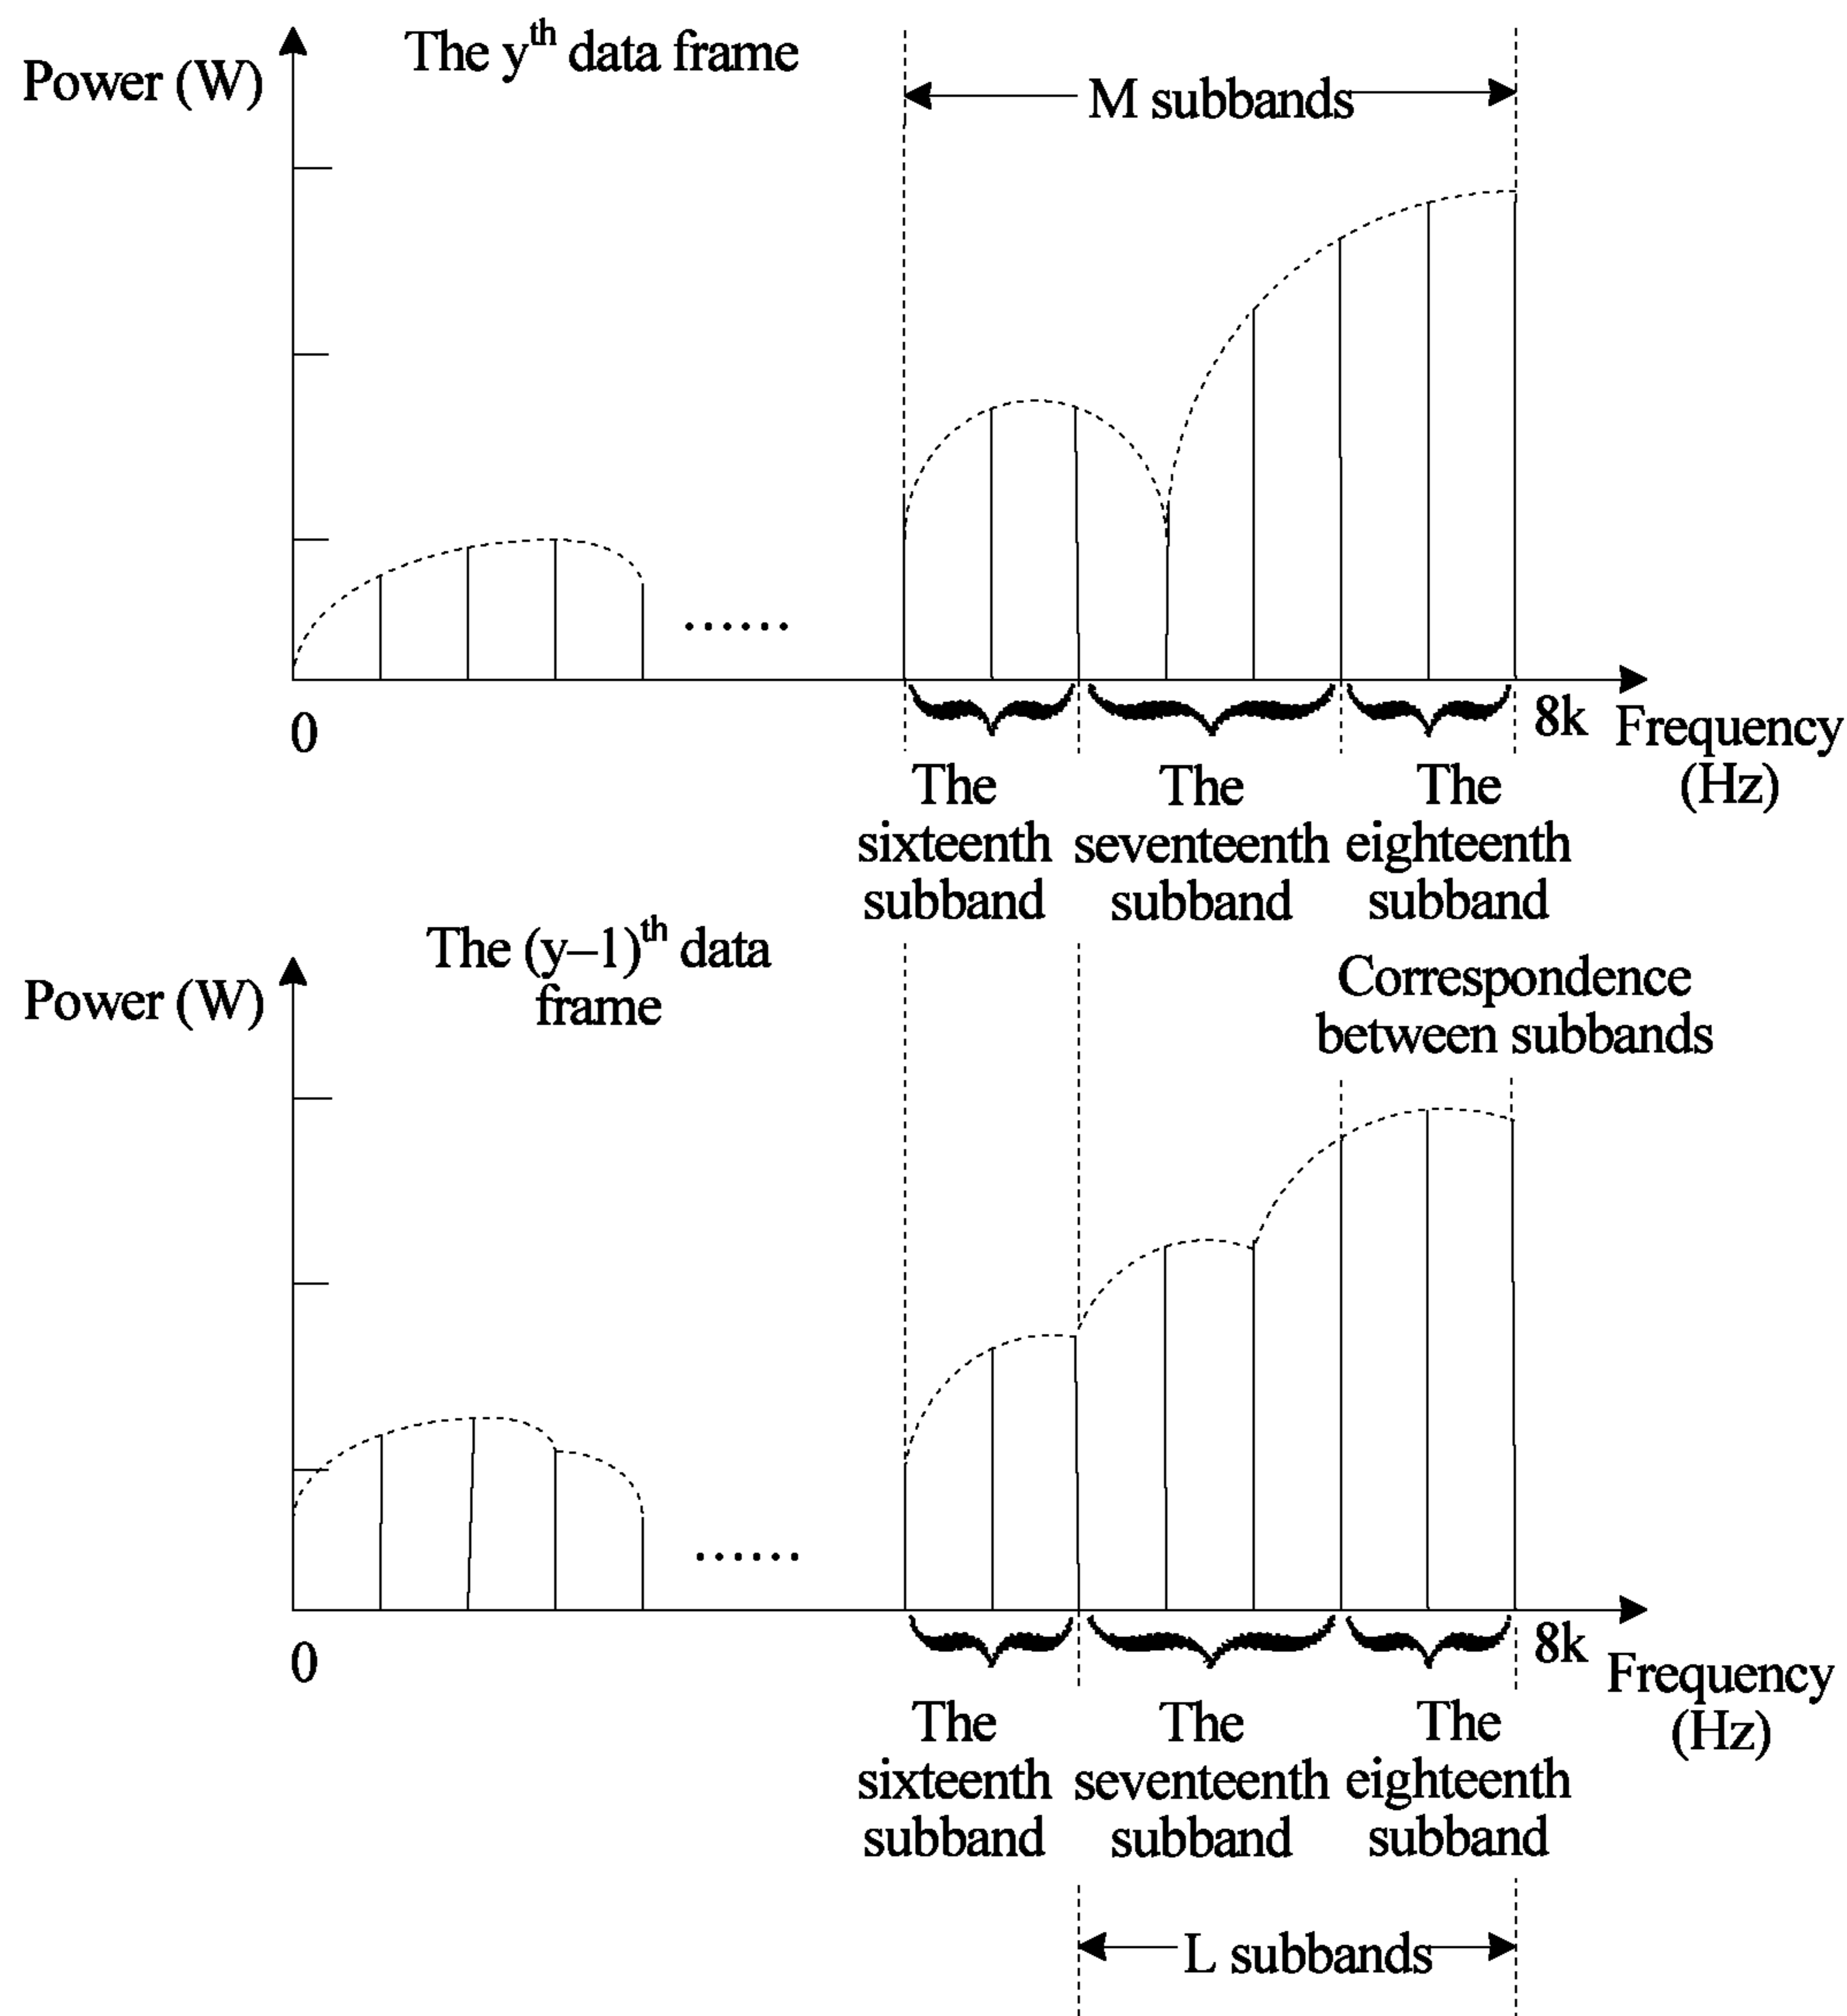 The yth data frame
Power (W)
M subbands
0
8k
Frequency
(Hz)
The
sixteenth
subband
The
seventeenth
subband
The
eighteenth
subband
The (y–1)th data
frame
Power (W)
Correspondence
between subbands
0
8k
Frequency
(Hz)
The
sixteenth
subband
The
seventeenth
subband
The
eighteenth
subband
L subbands